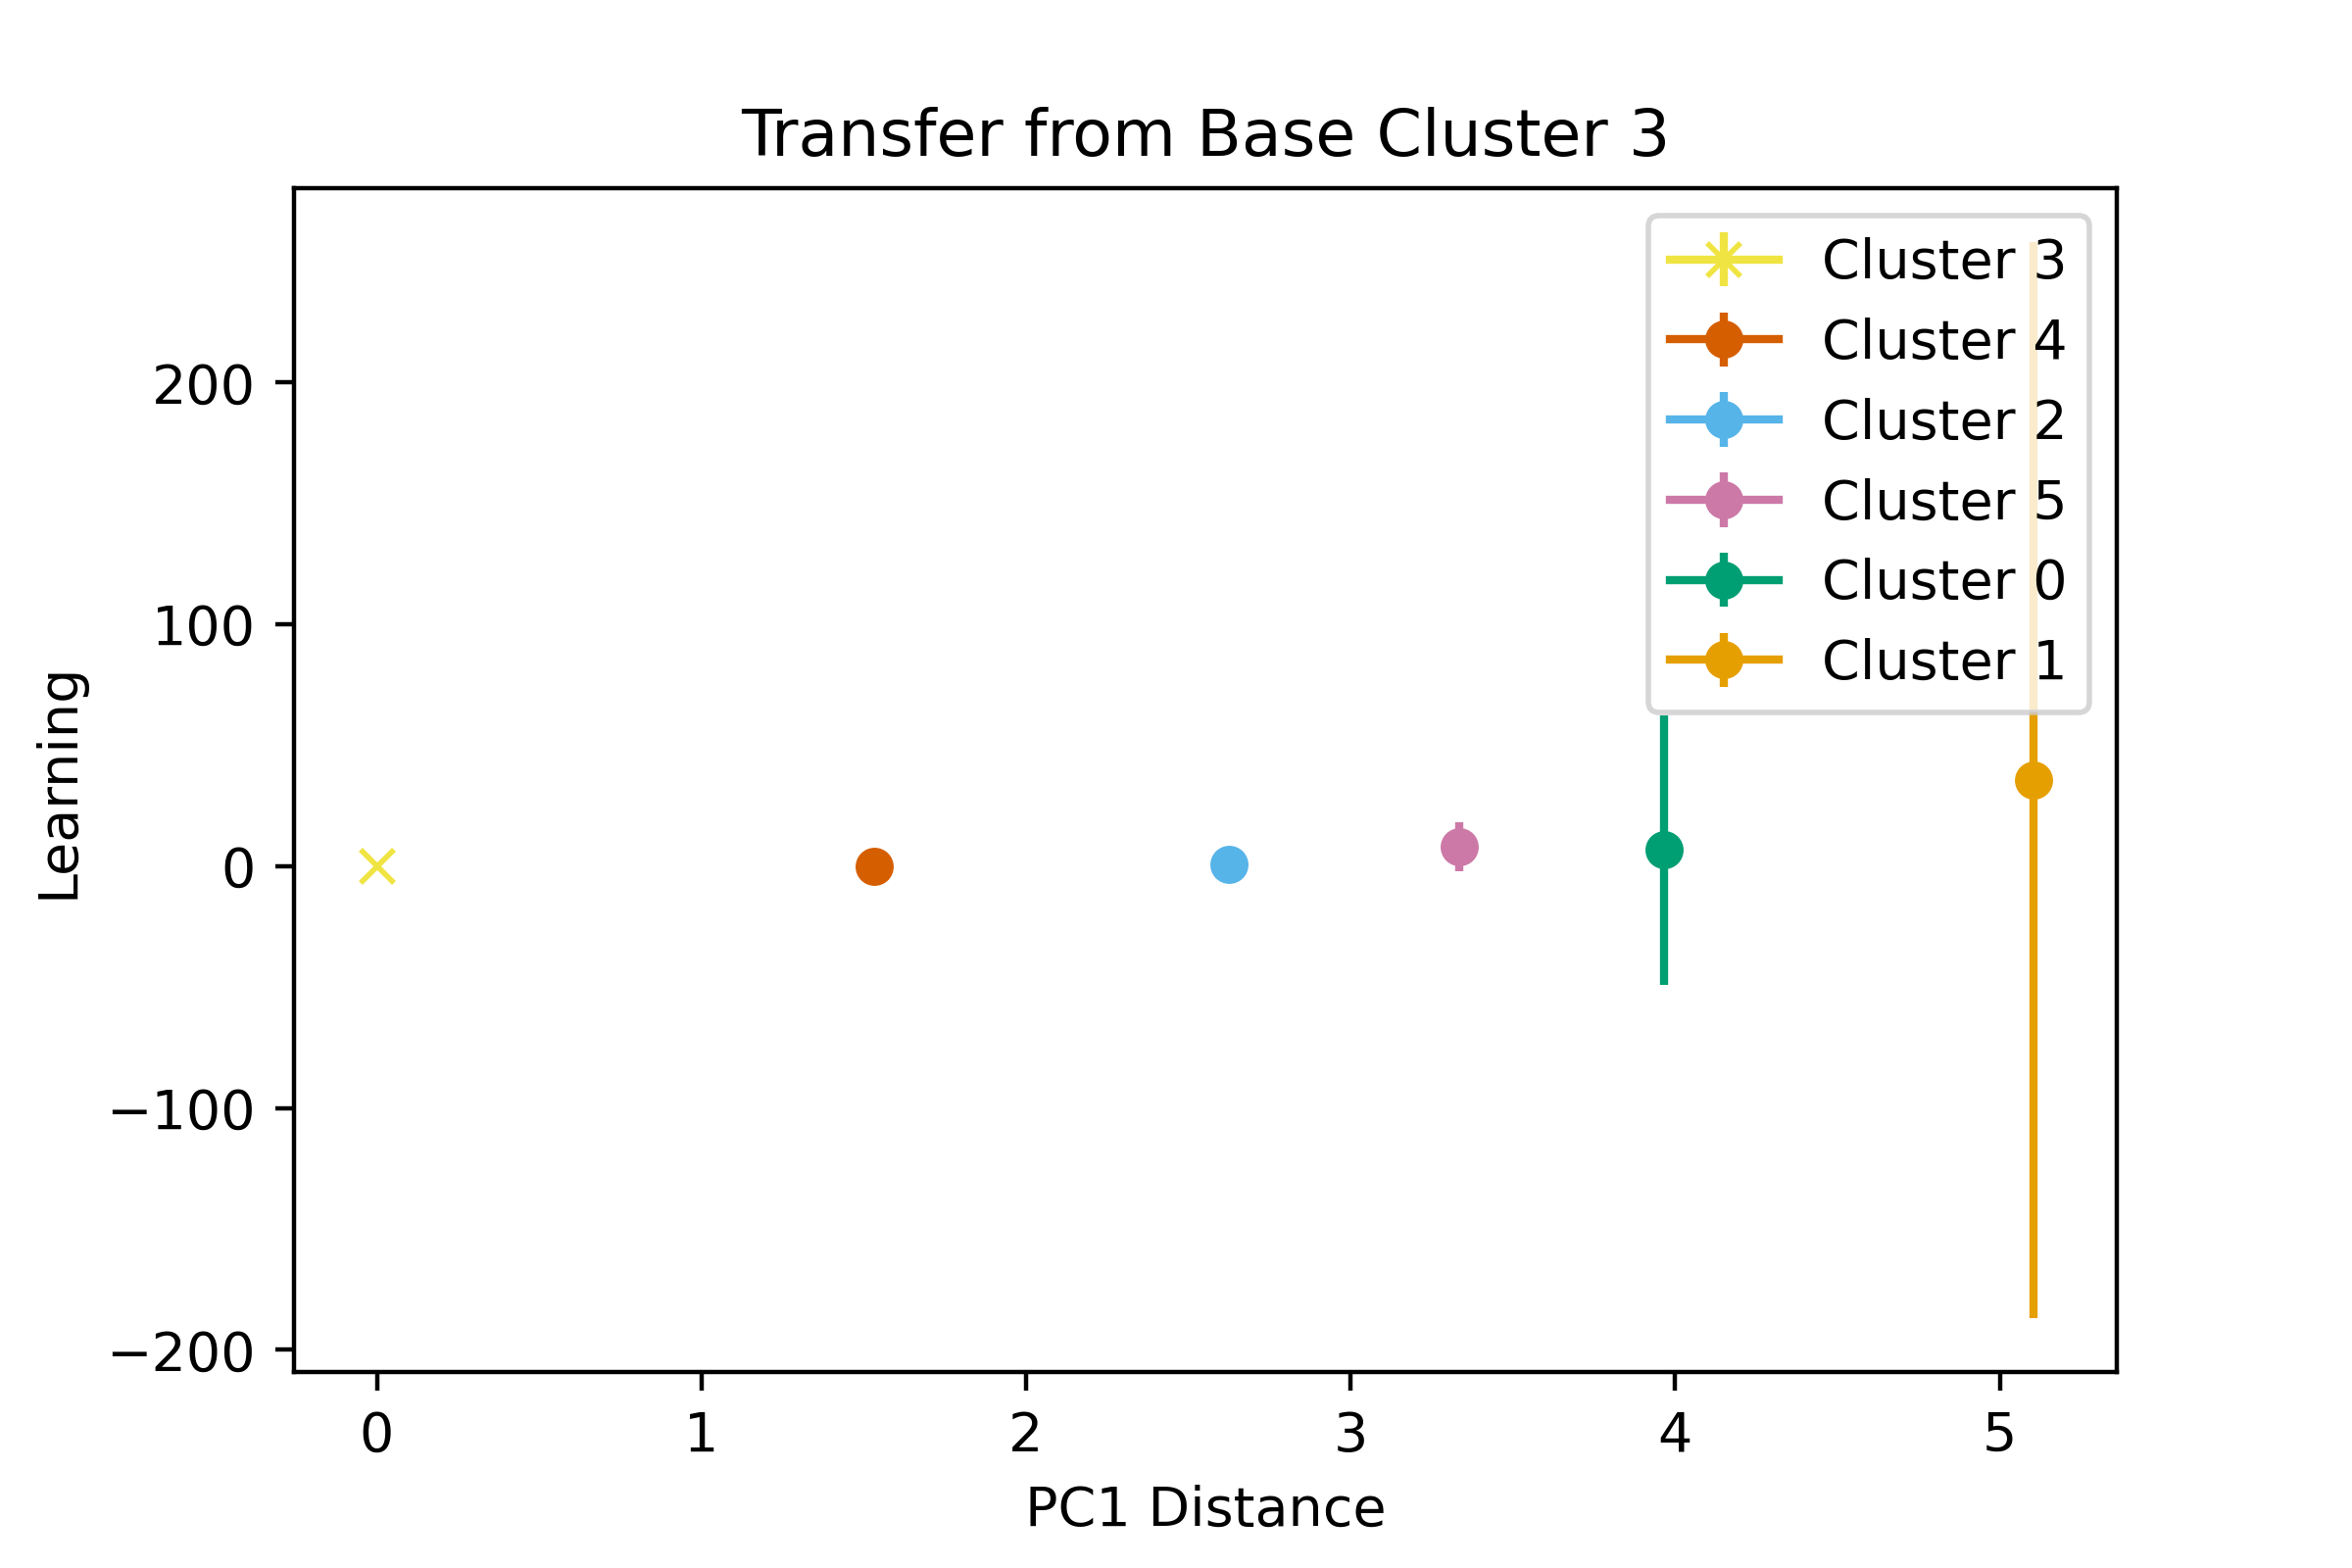 Transfer from Base Cluster 3
Cluster 3
Cluster 4
Cluster 2
Cluster 5
Cluster 0
Cluster 1
Learning
200
100
0
−100
−200
0 1 2 3 4 5
PC1 Distance